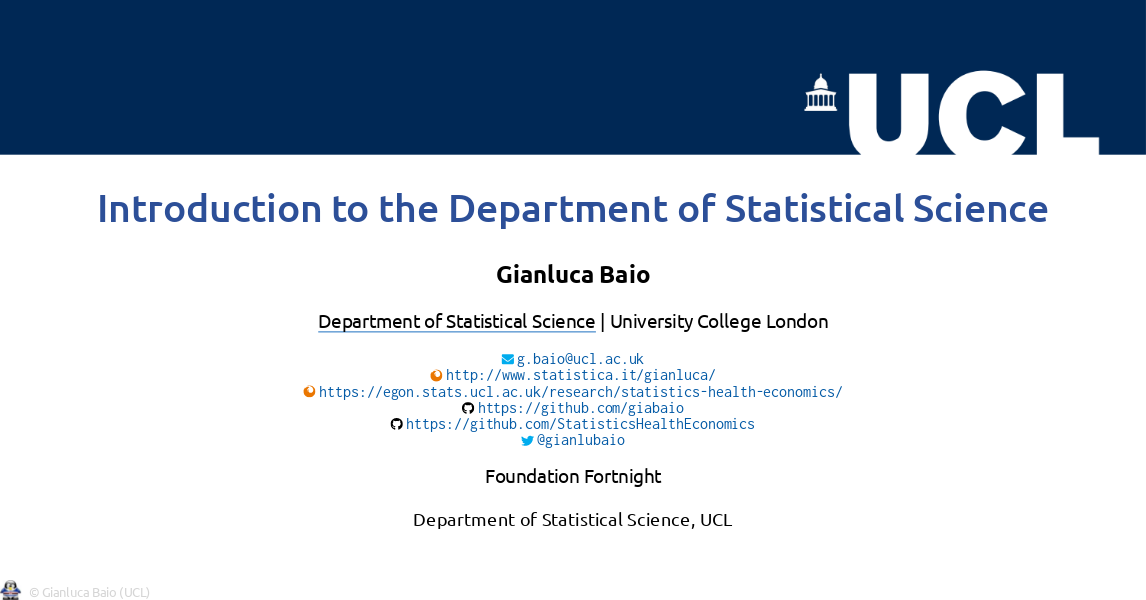 UCL
Introduction to the Department of Statistical Science
Gianluca Baio
Department of Statistical Science | University College London
g.baio@ucl.ac.uk
http://www.statistica.it/gianluca/
https://egon.stats.ucl.ac.uk/research/statistics-health-economics/
https://github.com/giabaio
https://github.com/StatisticsHealthEconomics
@gianlubaio
Foundation Fortnight
Department of Statistical Science, UCL
© Gianluca Baio (UCL)